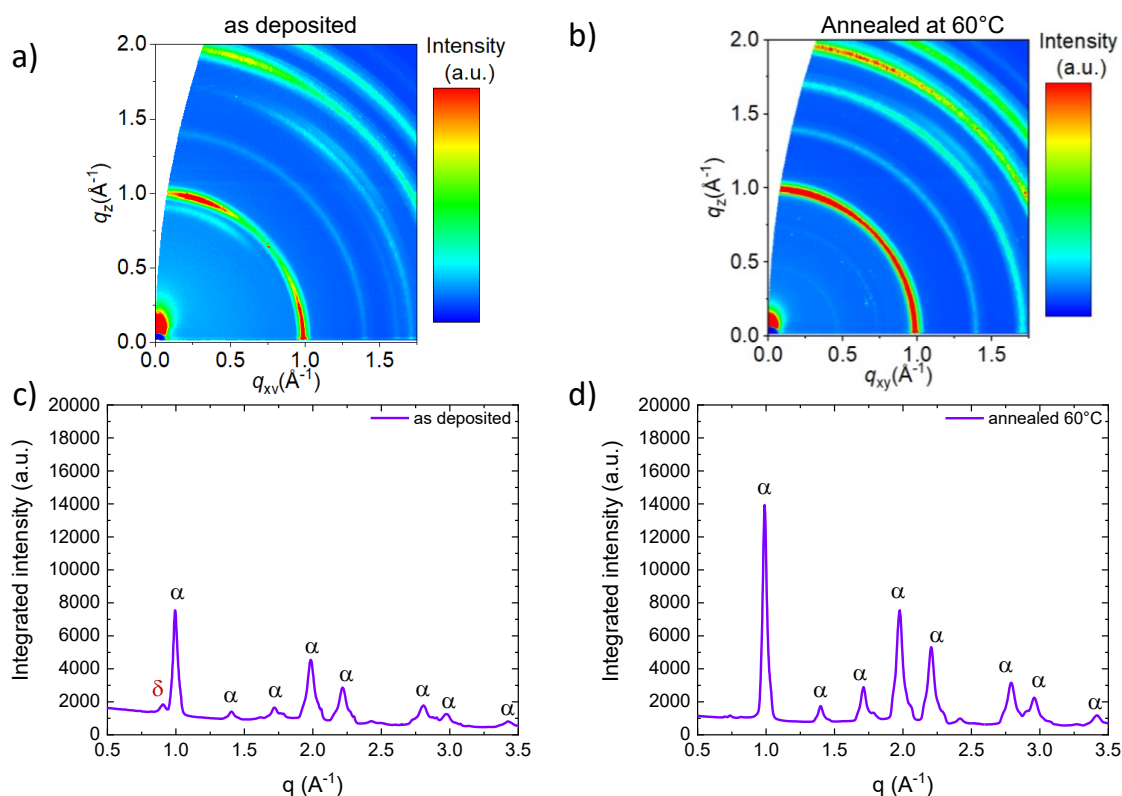 a)
as deposited
Intensity
(a.u.)
2.0
1.5
1.0
0.5
0.0
qz(Å-1)
0.0
0.5
1.0
1.5
qxy(Å-1)
b)
Annealed at 60°C
Intensity
(a.u.)
2.0
1.5
1.0
0.5
0.0
qz(Å-1)
0.0
0.5
1.0
1.5
qxy(Å-1)
c)
20000
18000
16000
14000
12000
10000
8000
6000
4000
2000
0
Integrated intensity (a.u.)
as deposited
δ
α
α
α
α
α
α
α
α
0.5
1.0
1.5
2.0
2.5
3.0
3.5
q (A-1)
d)
20000
18000
16000
14000
12000
10000
8000
6000
4000
2000
0
Integrated intensity (a.u.)
annealed 60°C
α
α
α
α
α
α
α
α
0.5
1.0
1.5
2.0
2.5
3.0
3.5
q (A-1)